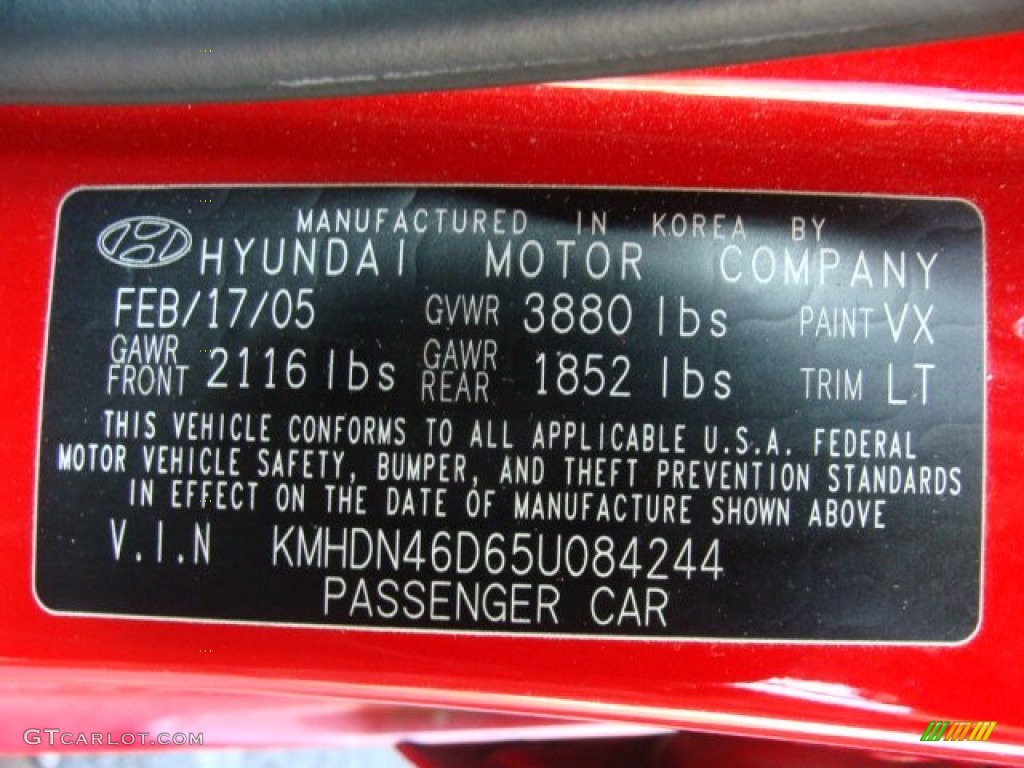 MANUFACTURED IN KOREA BY
HYUNDAI MOTOR COMPANY
FEB/17/05 GVWR 3880 lbs PAINT VX
GAWR FRONT 2116 lbs GAWR REAR 1852 lbs TRIM LT
THIS VEHICLE CONFORMS TO ALL APPLICABLE U.S.A. FEDERAL
MOTOR VEHICLE SAFETY, BUMPER, AND THEFT PREVENTION STANDARDS
IN EFFECT ON THE DATE OF MANUFACTURE SHOWN ABOVE
V.I.N KMHDN46D65U084244
PASSENGER CAR
GTCARLOT.COM